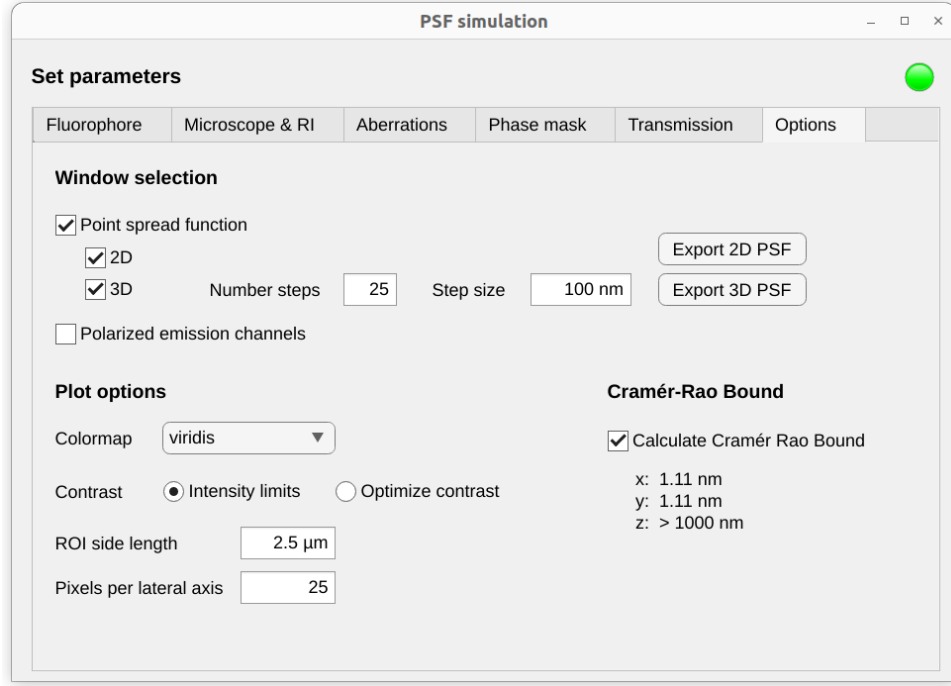 PSF simulation
Set parameters
Fluorophore Microscope & RI Aberrations Phase mask Transmission Options
Window selection
Point spread function
2D
Export 2D PSF
3D Number steps 25 Step size 100 nm Export 3D PSF
Polarized emission channels
Plot options
Colormap viridis
Contrast Intensity limits Optimize contrast
ROI side length 2.5 µm
Pixels per lateral axis 25
Cramér-Rao Bound
Calculate Cramér Rao Bound
x: 1.11 nm
y: 1.11 nm
z: > 1000 nm